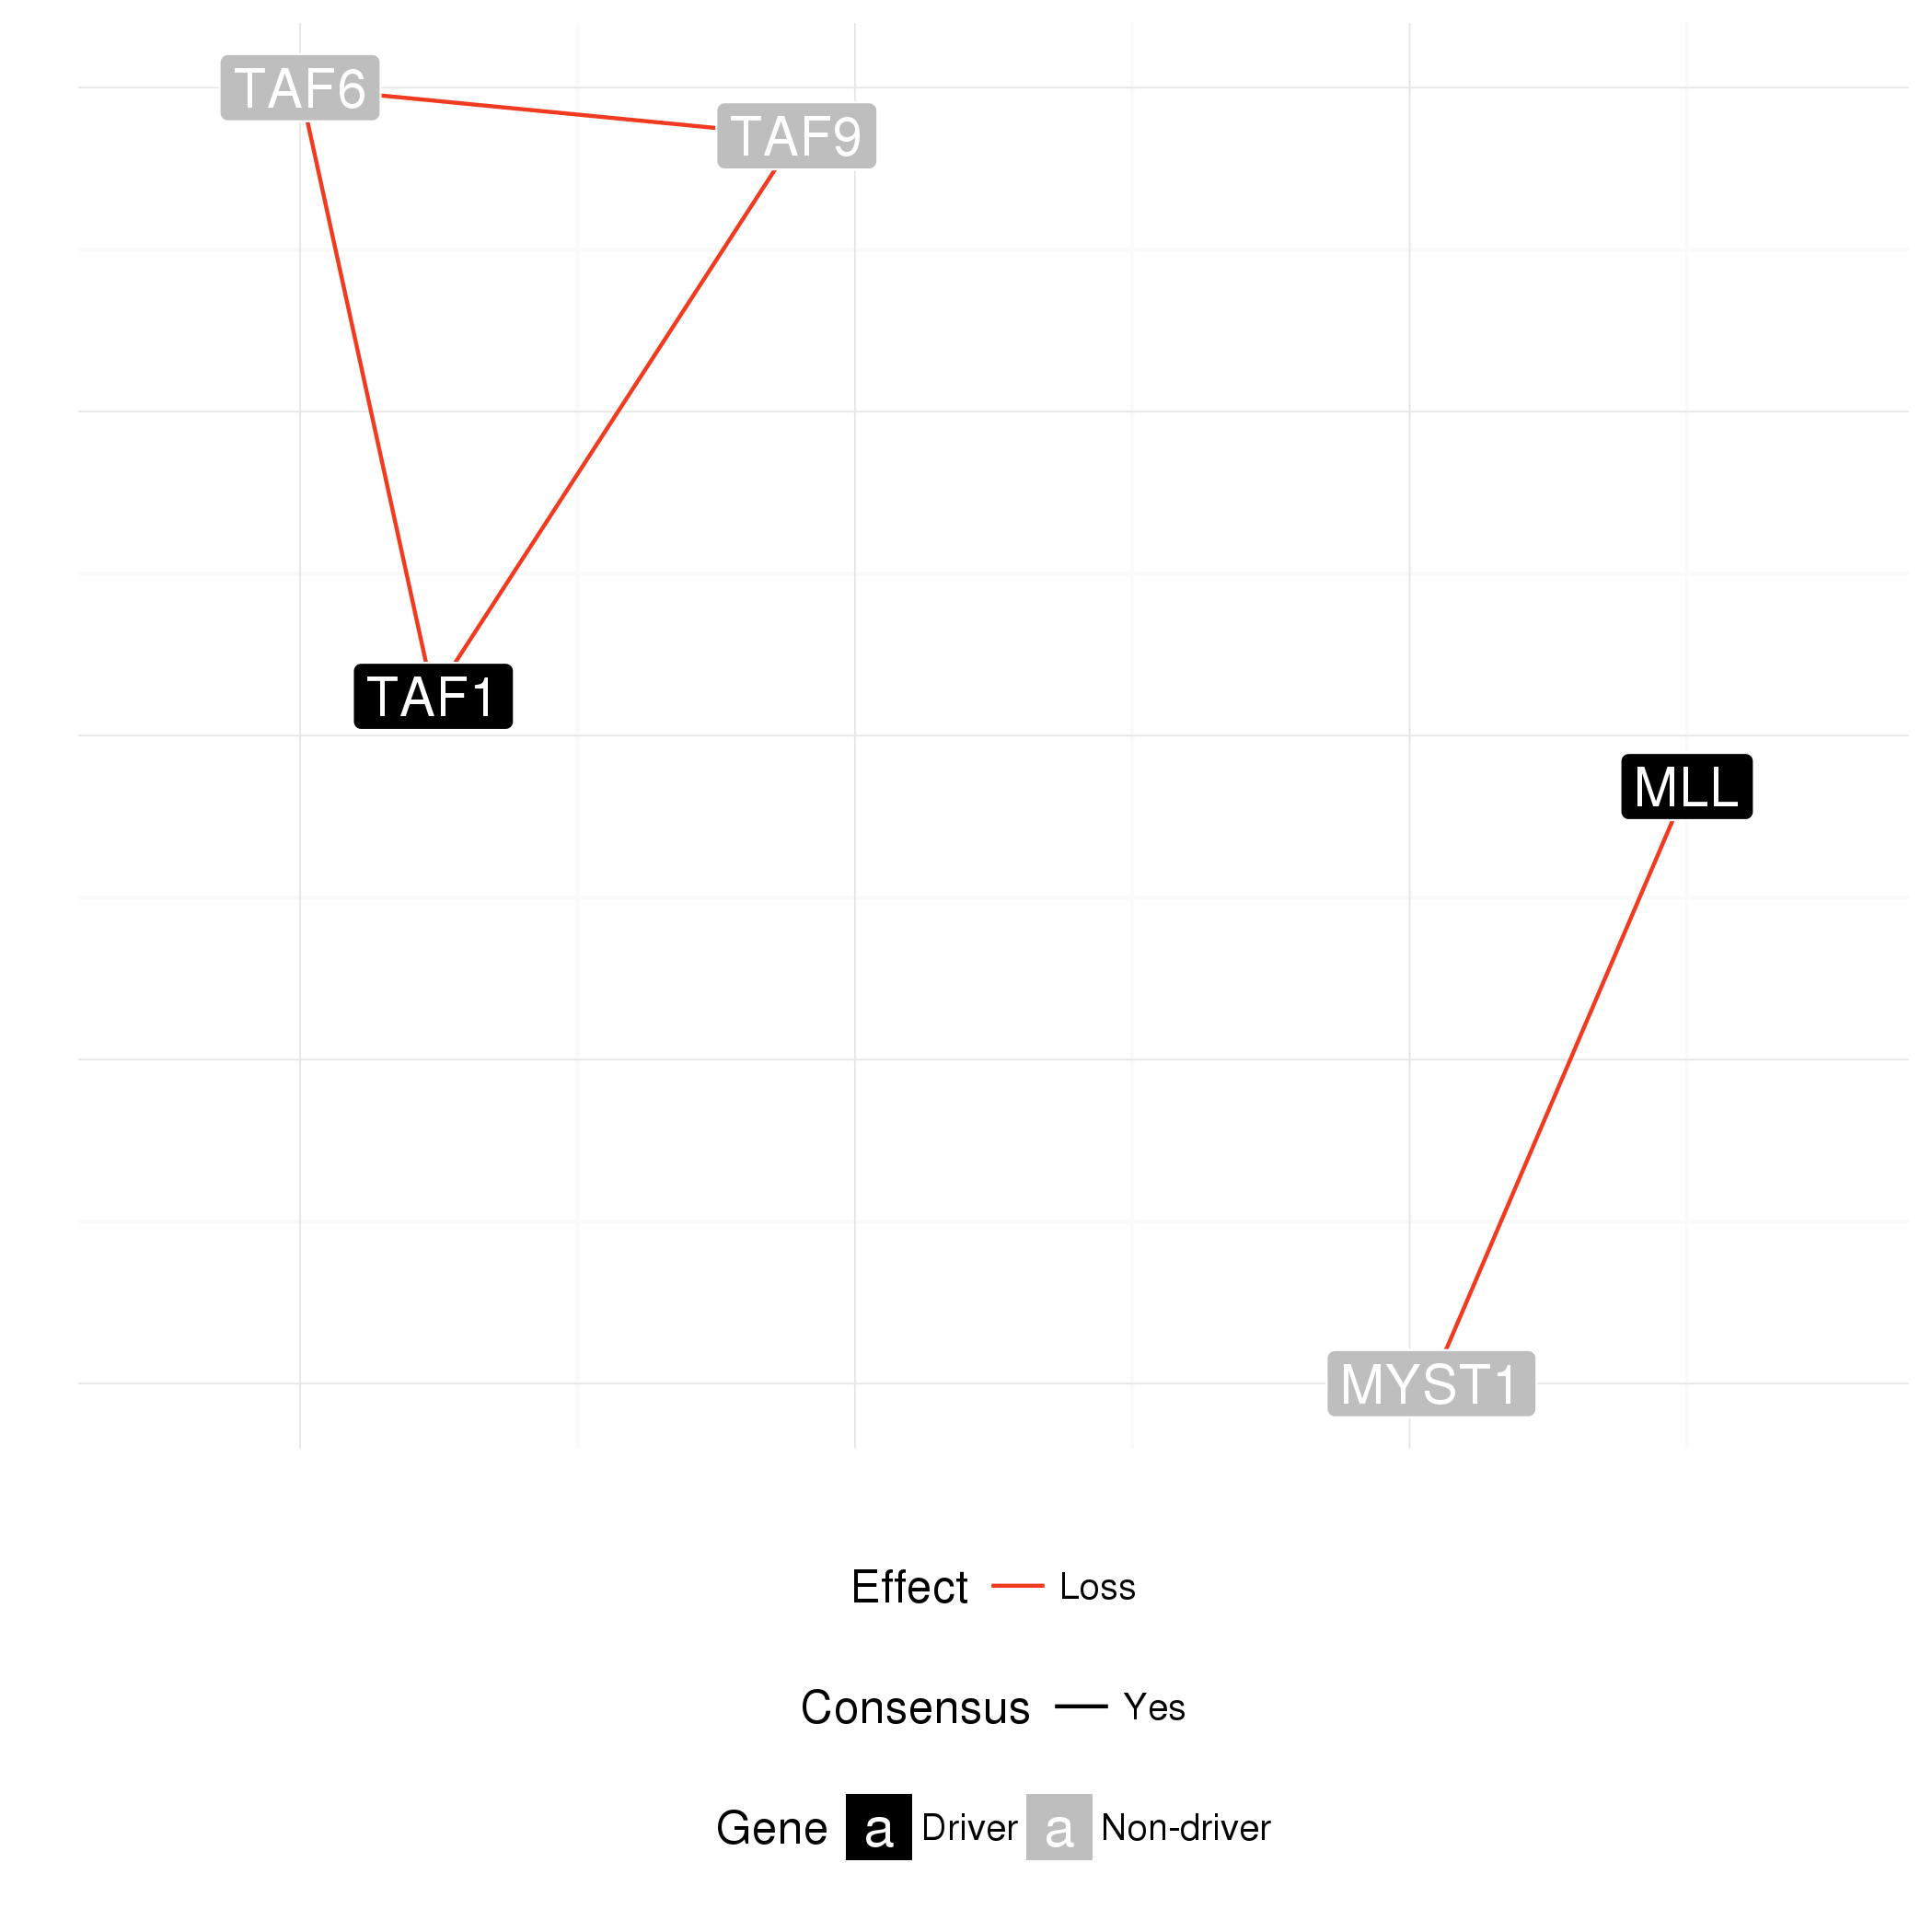 TAF6
TAF9
TAF1
MLL
MYST1
Effect Loss
Consensus Yes
Gene a Driver a Non-driver